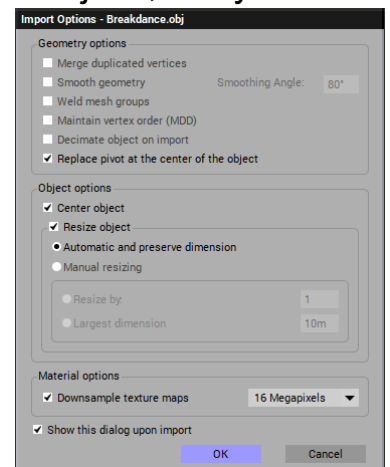 Import Options - Breakdance.obj
Geometry options
Merge duplicated vertices
Smooth geometry Smoothing Angle: 80°
Weld mesh groups
Maintain vertex order (MDD)
Decimate object on import
Replace pivot at the center of the object
Object options
Center object
Resize object
Automatic and preserve dimension
Manual resizing
Resize by 1
Largest dimension 10m
Material options
Downsample texture maps 16 Megapixels
Show this dialog upon import
OK Cancel